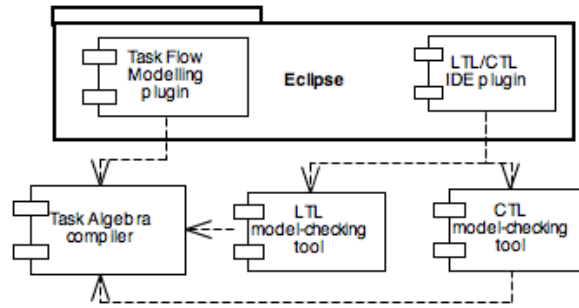 Task Flow
Modelling
plugin
Eclipse
LTL/CTL
IDE plugin
Task Algebra
compiler
LTL
model-checking
tool
CTL
model-checking
tool